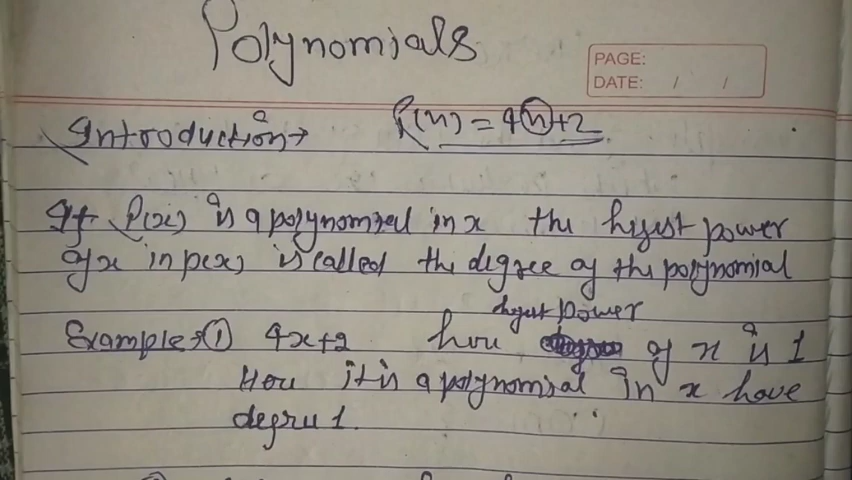 Polynomials
PAGE:
DATE: / /
Introduction→ P(x) = 4x+2
If P(x) is a polynomial in x the highest power
of x in p(x) is called the degree of the polynomial
highest power
Example:→① 4x+2 here of x is 1
Here it is a polynomial in x have
degree 1.